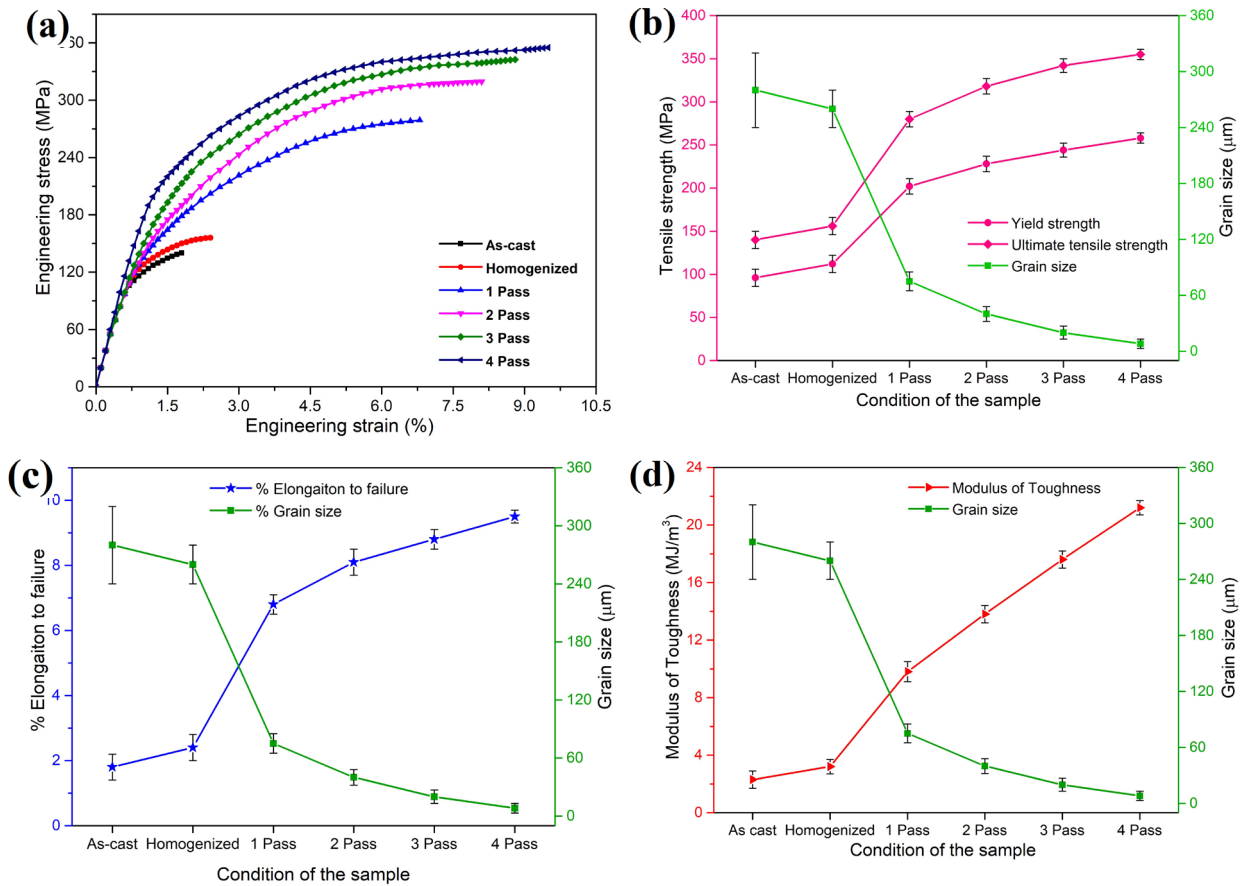 (a)
Engineering stress (MPa)
360
300
240
180
120
60
0
0.0 1.5 3.0 4.5 6.0 7.5 9.0 10.5
Engineering strain (%)
As-cast
Homogenized
1 Pass
2 Pass
3 Pass
4 Pass
(b)
Tensile strength (MPa)
400
350
300
250
200
150
100
50
0
Yield strength
Ultimate tensile strength
Grain size
360
300
240
180
120
60
0
Grain size (μm)
As-cast Homogenized 1 Pass 2 Pass 3 Pass 4 Pass
Condition of the sample
(c)
% Elongaiton to failure
10
8
6
4
2
0
% Elongaiton to failure
% Grain size
360
300
240
180
120
60
0
Grain size (μm)
As-cast Homogenized 1 Pass 2 Pass 3 Pass 4 Pass
Condition of the sample
(d)
Modulus of Toughness (MJ/m³)
24
20
16
12
8
4
0
Modulus of Toughness
Grain size
360
300
240
180
120
60
0
Grain size (μm)
As cast Homogenized 1 Pass 2 Pass 3 Pass 4 Pass
Condition of the sample